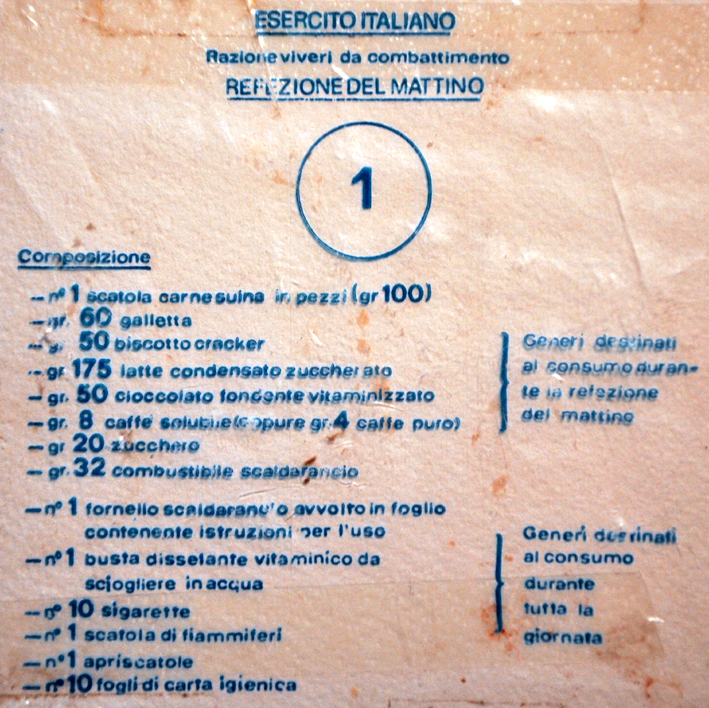 ESERCITO ITALIANO
Razione viveri da combattimento
REFEZIONE DEL MATTINO
1
Composizione
— n° 1 scatola carne suina in pezzi (gr 100)
— gr. 60 galletta
— g. 50 biscotto cracker
— gr 175 latte condensato zuccherato
— gr. 50 cioccolato fondente vitaminizzato
— gr. 8 caffe solubile (oppure gr. 4 caffe puro)
— gr 20 zucchero
— gr. 32 combustibile scaldarancio
Generi destinati
al consumo duran-
te la refezione
del mattino
— n° 1 fornello scaldarancio avvolto in foglio
contenente istruzioni per l'uso
— n° 1 busta dissetante vitaminico da
sciogliere in acqua
— n° 10 sigarette
— n° 1 scatola di fiammiferi
— n° 1 apriscatole
— n° 10 fogli di carta igienica
Generi destinati
al consumo
durante
tutta la
giornata